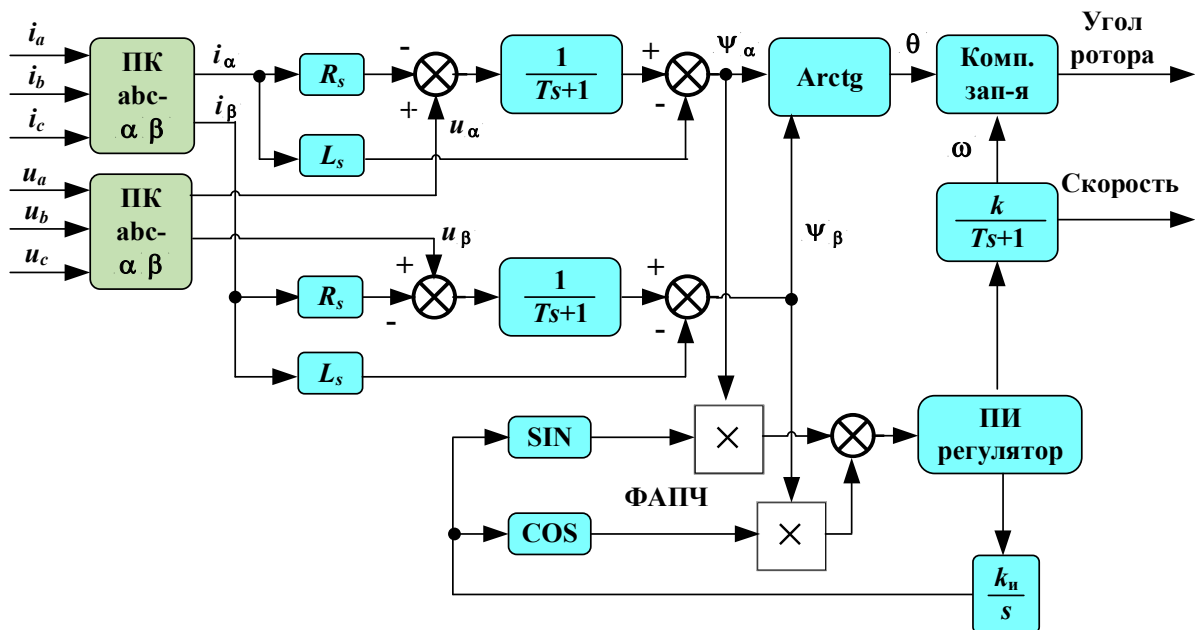 i_a
i_b
i_c
ПК
abc-
α β
i_α
i_β
R_s
L_s
-
+
u_α
1
Ts+1
+
-
Ψ_α
Arctg
θ
Комп.
зап-я
Угол
ротора
ω
k
Ts+1
Скорость
u_a
u_b
u_c
ПК
abc-
α β
u_β
+
-
R_s
L_s
1
Ts+1
+
-
Ψ_β
SIN
×
ФАПЧ
COS
×
ПИ
регулятор
k_и
s